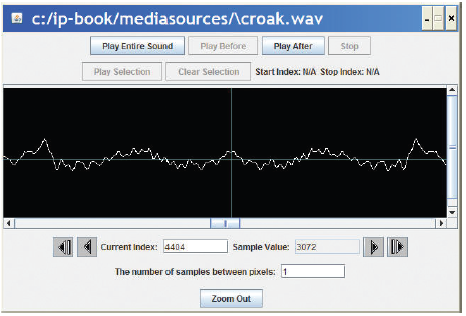 c:/ip-book/mediasources/\croak.wav
Play Entire Sound Play Before Play After Stop
Play Selection Clear Selection Start Index: N/A Stop Index: N/A
Current Index: 4404 Sample Value: 3072
The number of samples between pixels: 1
Zoom Out